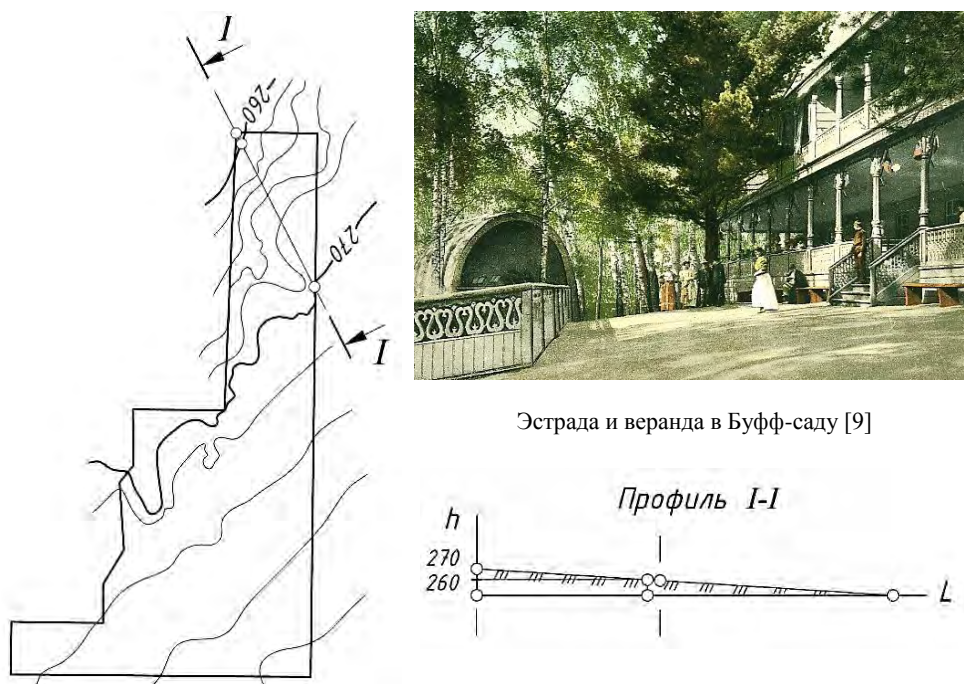 I
260
270
I
Эстрада и веранда в Буфф-саду [9]
Профиль I-I
h
270
260
L